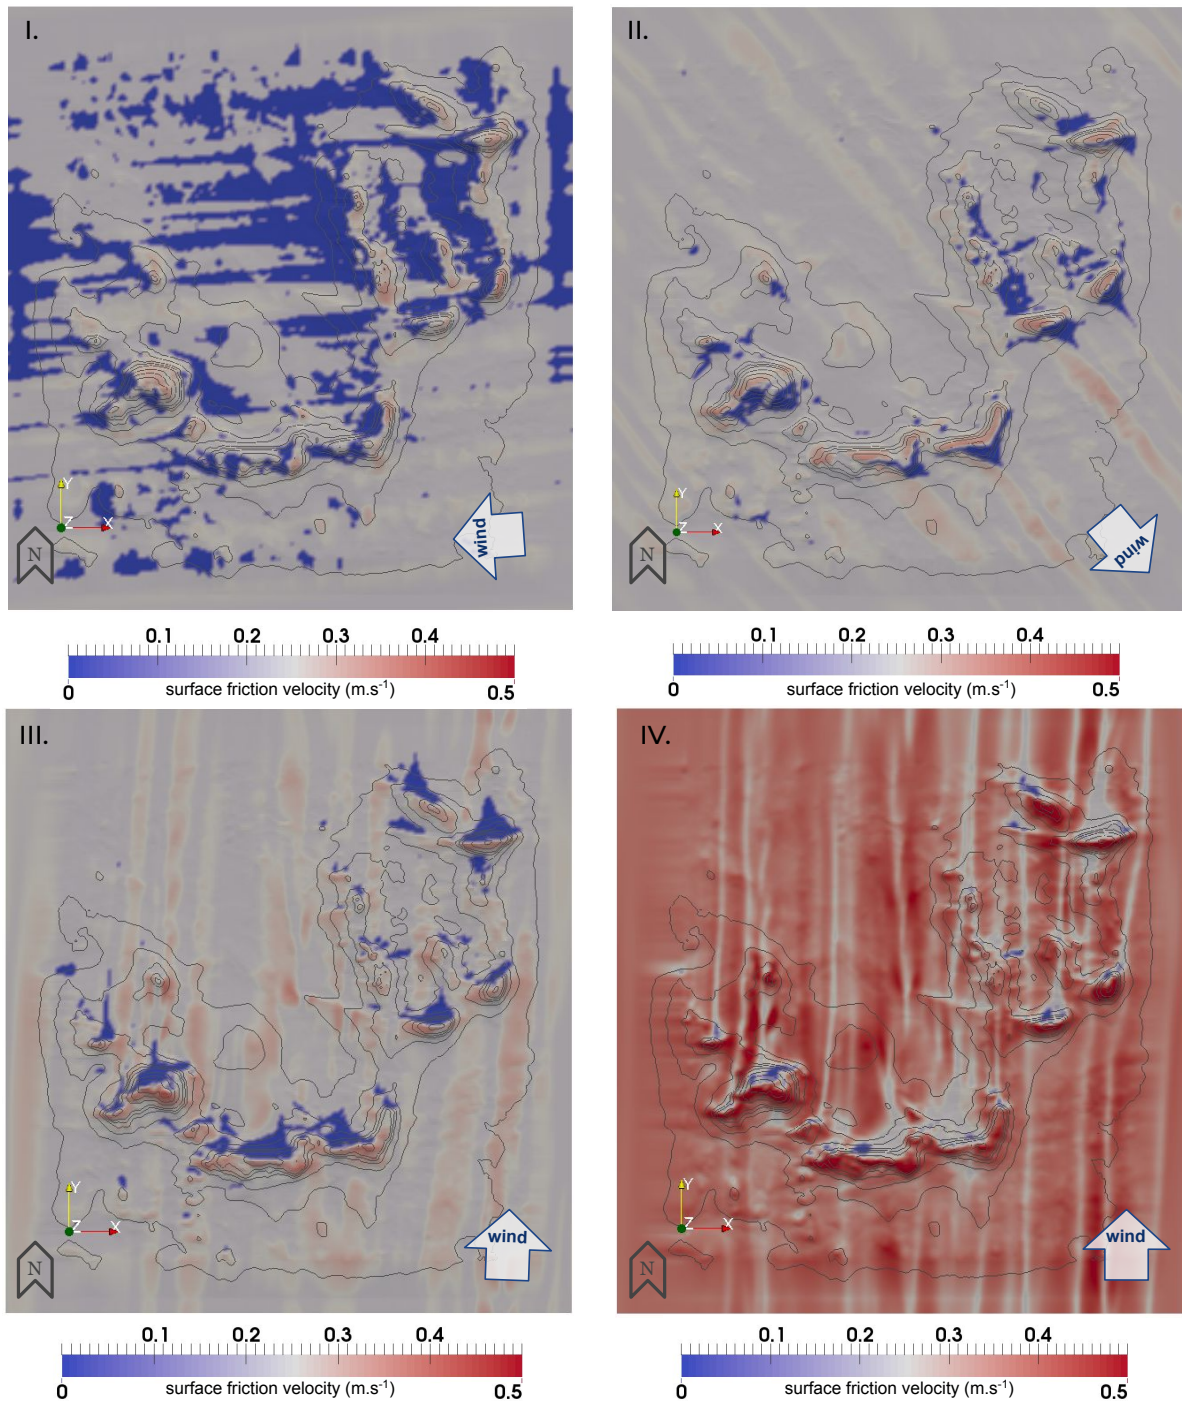 I.
II.
Y
Z
X
N
wind
Y
Z
X
N
wind
0.1 0.2 0.3 0.4
0 surface friction velocity (m.s-1) 0.5
0.1 0.2 0.3 0.4
0 surface friction velocity (m.s-1) 0.5
III.
IV.
Y
Z
X
N
wind
Y
Z
X
N
wind
0.1 0.2 0.3 0.4
0 surface friction velocity (m.s-1) 0.5
0.1 0.2 0.3 0.4
0 surface friction velocity (m.s-1) 0.5